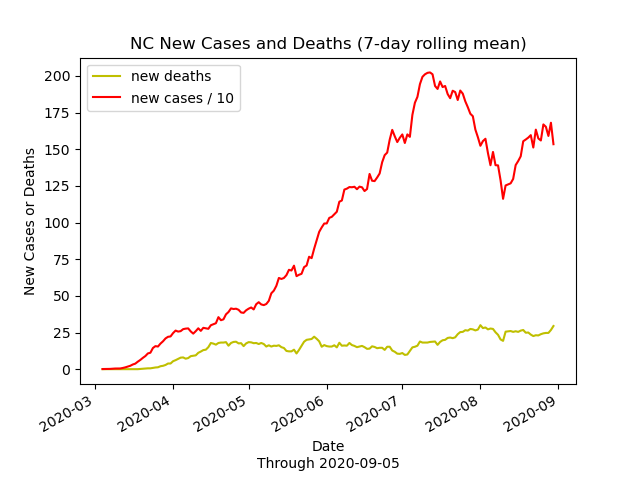 NC New Cases and Deaths (7-day rolling mean)
new deaths
new cases / 10
200
175
150
125
100
75
50
25
0
New Cases or Deaths
2020-03
2020-04
2020-05
2020-06
2020-07
2020-08
2020-09
Date
Through 2020-09-05